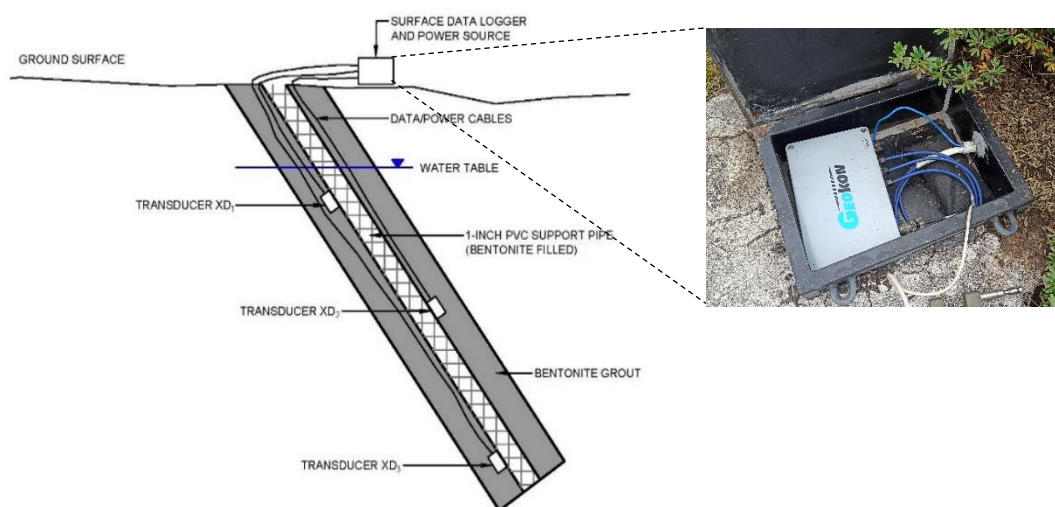 SURFACE DATA LOGGER
AND POWER SOURCE
GROUND SURFACE
DATA/POWER CABLES
WATER TABLE
TRANSDUCER XD₁
1-INCH PVC SUPPORT PIPE
(BENTONITE FILLED)
TRANSDUCER XD₂
BENTONITE GROUT
TRANSDUCER XD₃
GEOKON